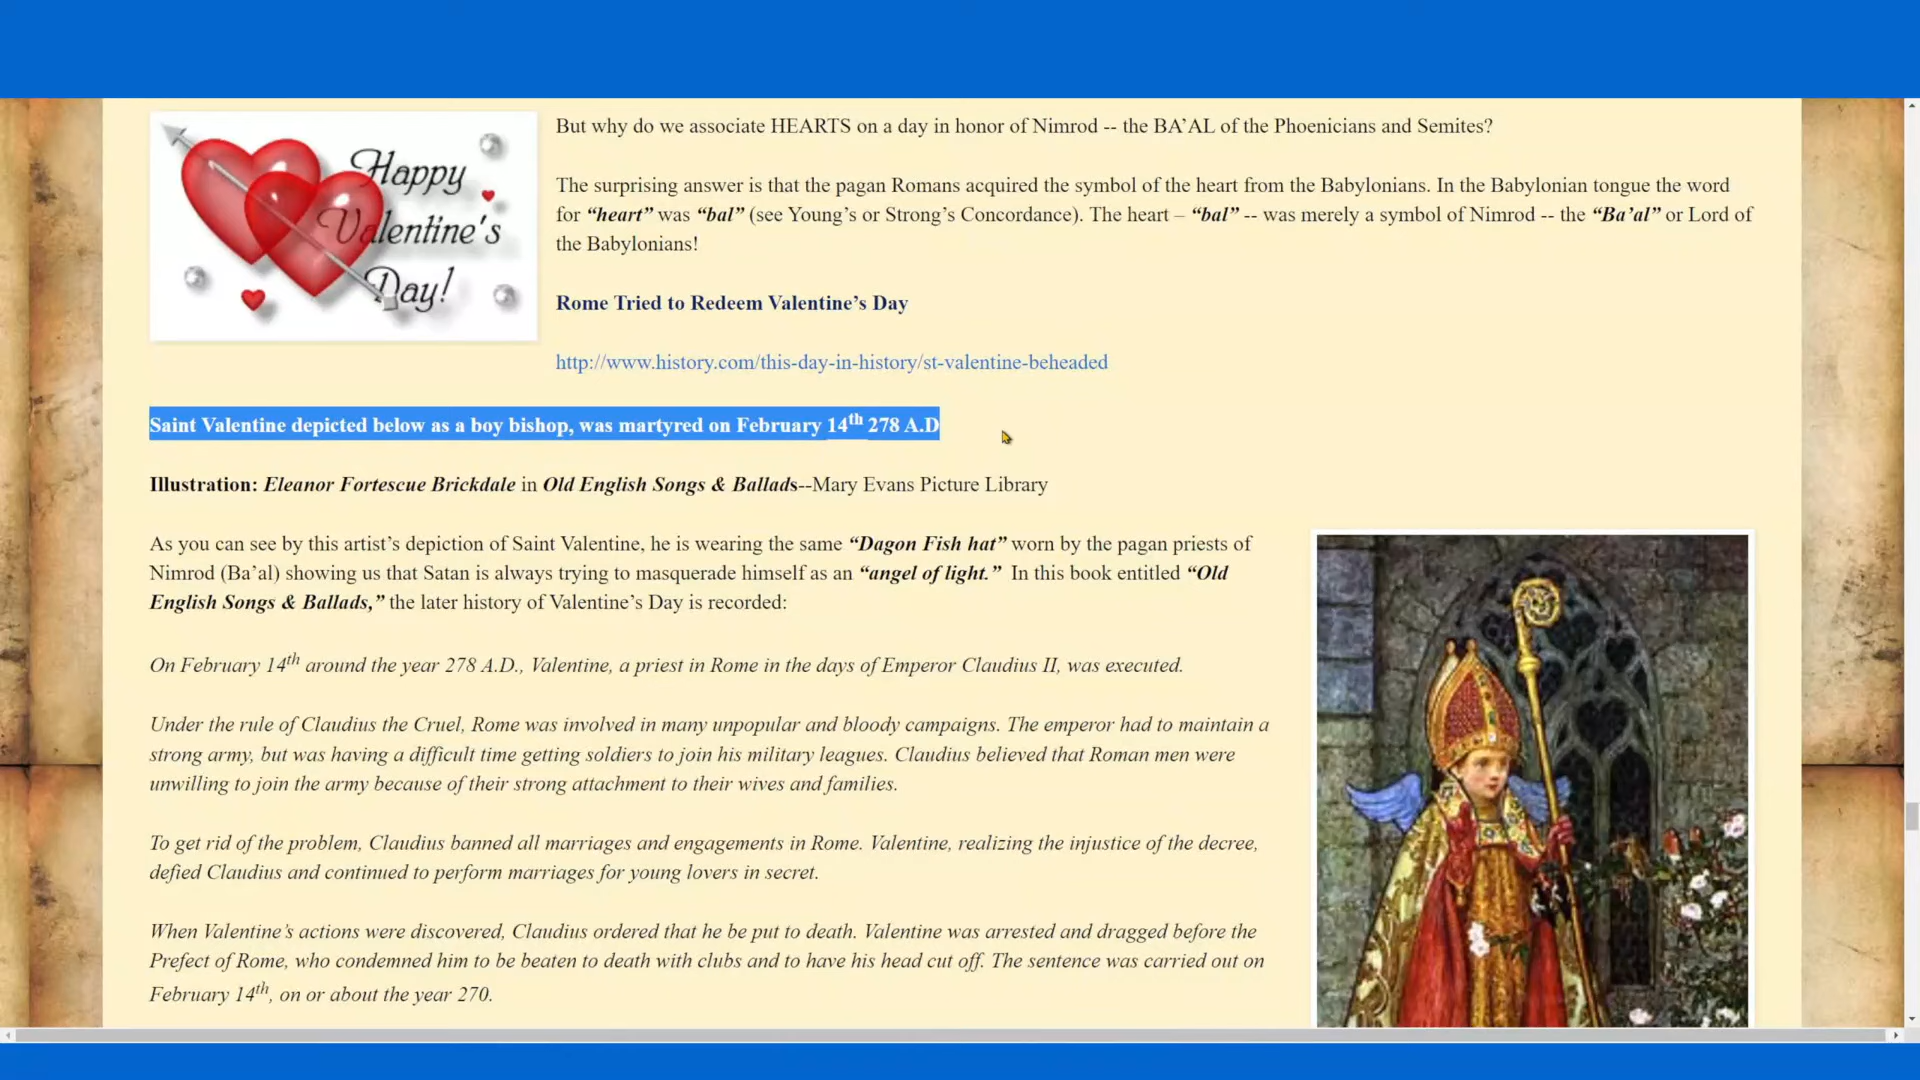 Happy
Valentine's
Day!
But why do we associate HEARTS on a day in honor of Nimrod -- the BA’AL of the Phoenicians and Semites?
The surprising answer is that the pagan Romans acquired the symbol of the heart from the Babylonians. In the Babylonian tongue the word
for “heart” was “bal” (see Young’s or Strong’s Concordance). The heart – “bal” -- was merely a symbol of Nimrod -- the “Ba’al” or Lord of
the Babylonians!
Rome Tried to Redeem Valentine’s Day
http://www.history.com/this-day-in-history/st-valentine-beheaded
Saint Valentine depicted below as a boy bishop, was martyred on February 14th 278 A.D
Illustration: Eleanor Fortescue Brickdale in Old English Songs & Ballads--Mary Evans Picture Library
As you can see by this artist’s depiction of Saint Valentine, he is wearing the same “Dagon Fish hat” worn by the pagan priests of
Nimrod (Ba’al) showing us that Satan is always trying to masquerade himself as an “angel of light.” In this book entitled “Old
English Songs & Ballads,” the later history of Valentine’s Day is recorded:
On February 14th around the year 278 A.D., Valentine, a priest in Rome in the days of Emperor Claudius II, was executed.
Under the rule of Claudius the Cruel, Rome was involved in many unpopular and bloody campaigns. The emperor had to maintain a
strong army, but was having a difficult time getting soldiers to join his military leagues. Claudius believed that Roman men were
unwilling to join the army because of their strong attachment to their wives and families.
To get rid of the problem, Claudius banned all marriages and engagements in Rome. Valentine, realizing the injustice of the decree,
defied Claudius and continued to perform marriages for young lovers in secret.
When Valentine’s actions were discovered, Claudius ordered that he be put to death. Valentine was arrested and dragged before the
Prefect of Rome, who condemned him to be beaten to death with clubs and to have his head cut off. The sentence was carried out on
February 14th, on or about the year 270.